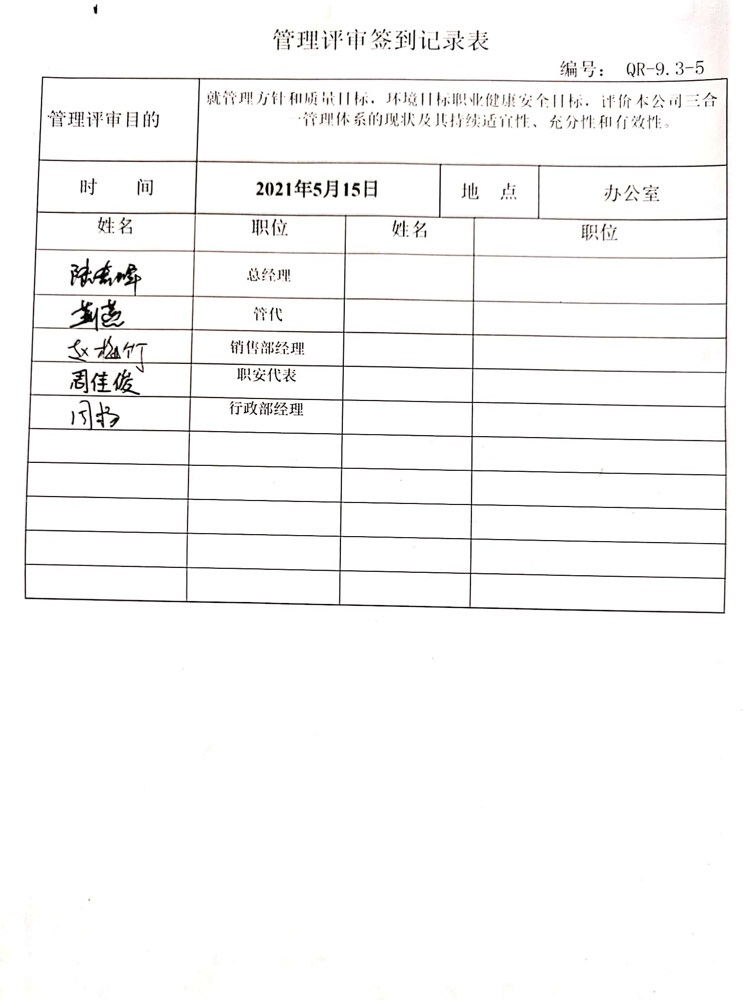 管理评审签到记录表
编号： QR-9.3-5
管理评审目的
就管理方针和质量目标，环境目标职业健康安全目标，评价本公司三合
一管理体系的现状及其持续适宜性、充分性和有效性。
时 间 2021年5月15日 地 点 办公室
姓名 职位 姓名 职位
总经理
管代
赵梅竹 销售部经理
周佳俊 职安代表
周扬 行政部经理